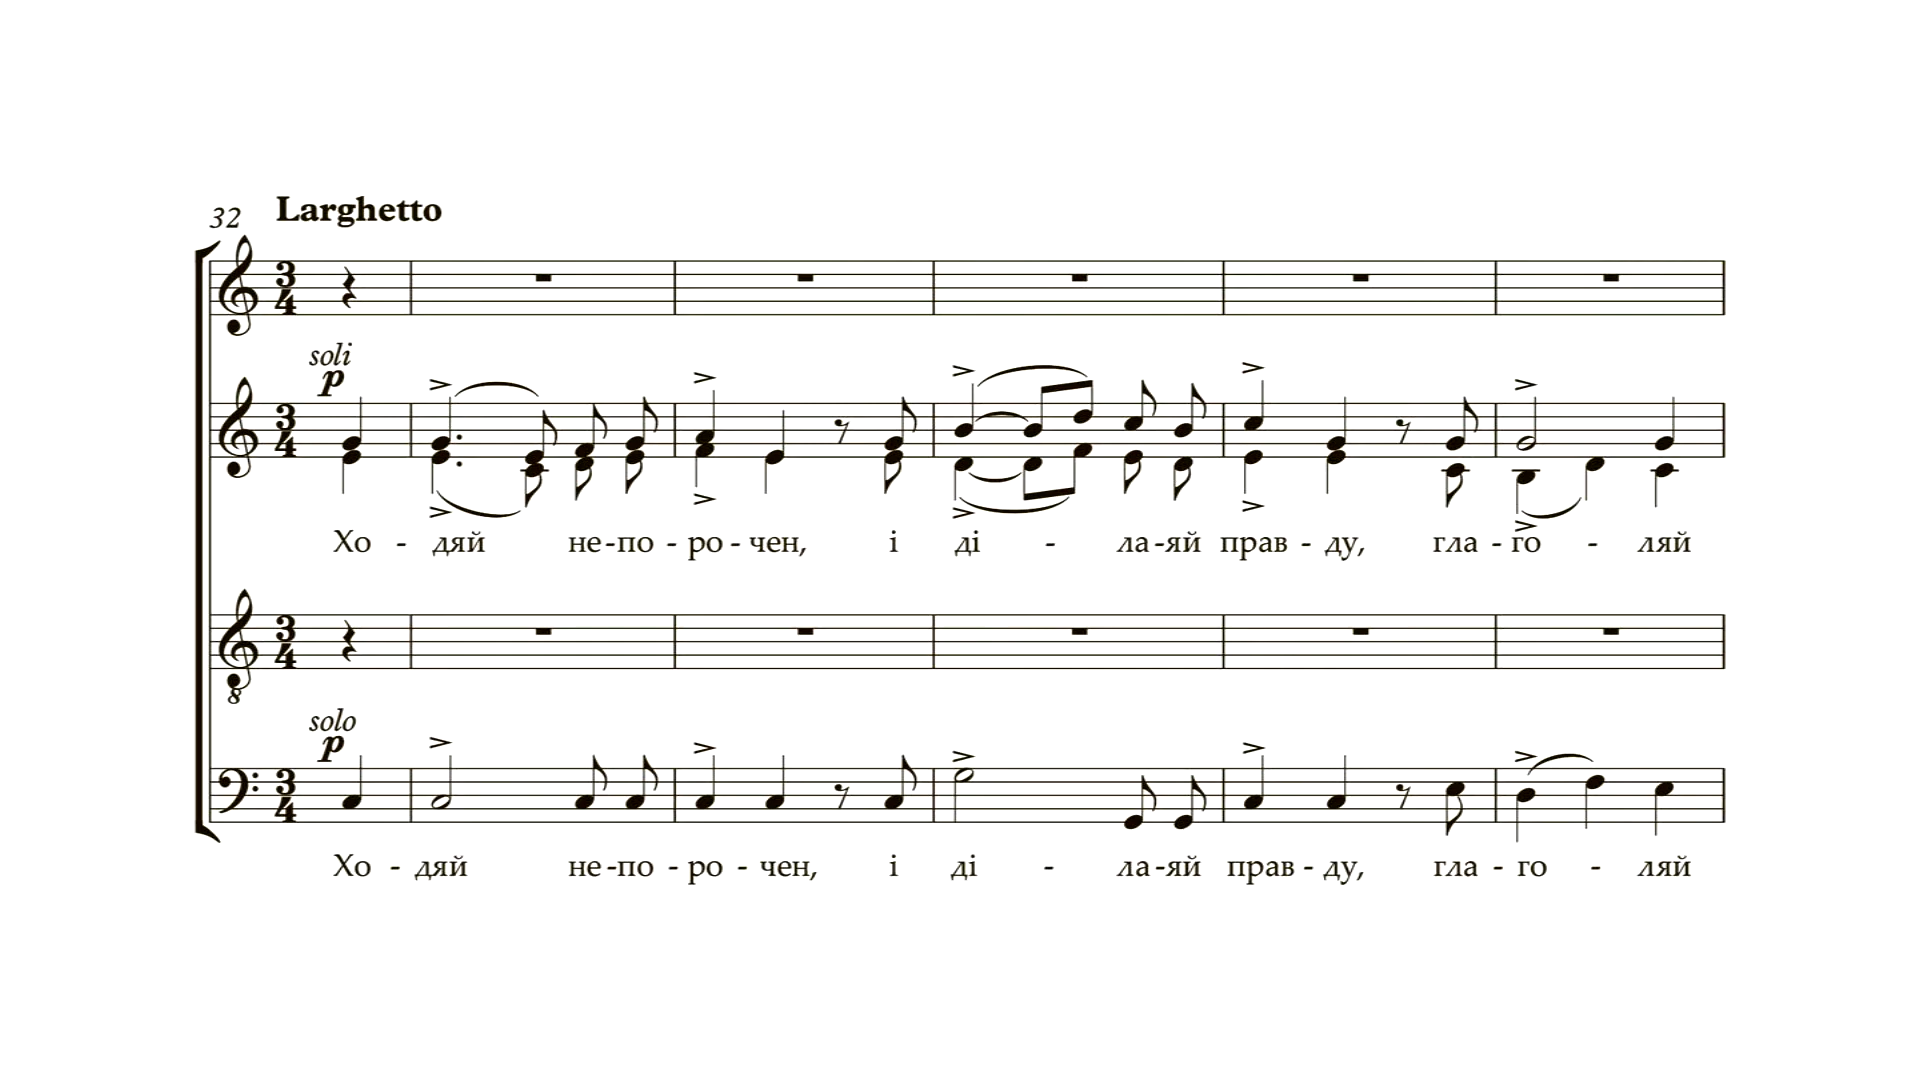 32 Larghetto
soli
p
Хо - дяй не-по - ро - чен, і ді - ла-яй прав - ду, гла - го - ляй
8
solo
p
Хо - дяй не-по - ро - чен, і ді - ла-яй прав - ду, гла - го - ляй